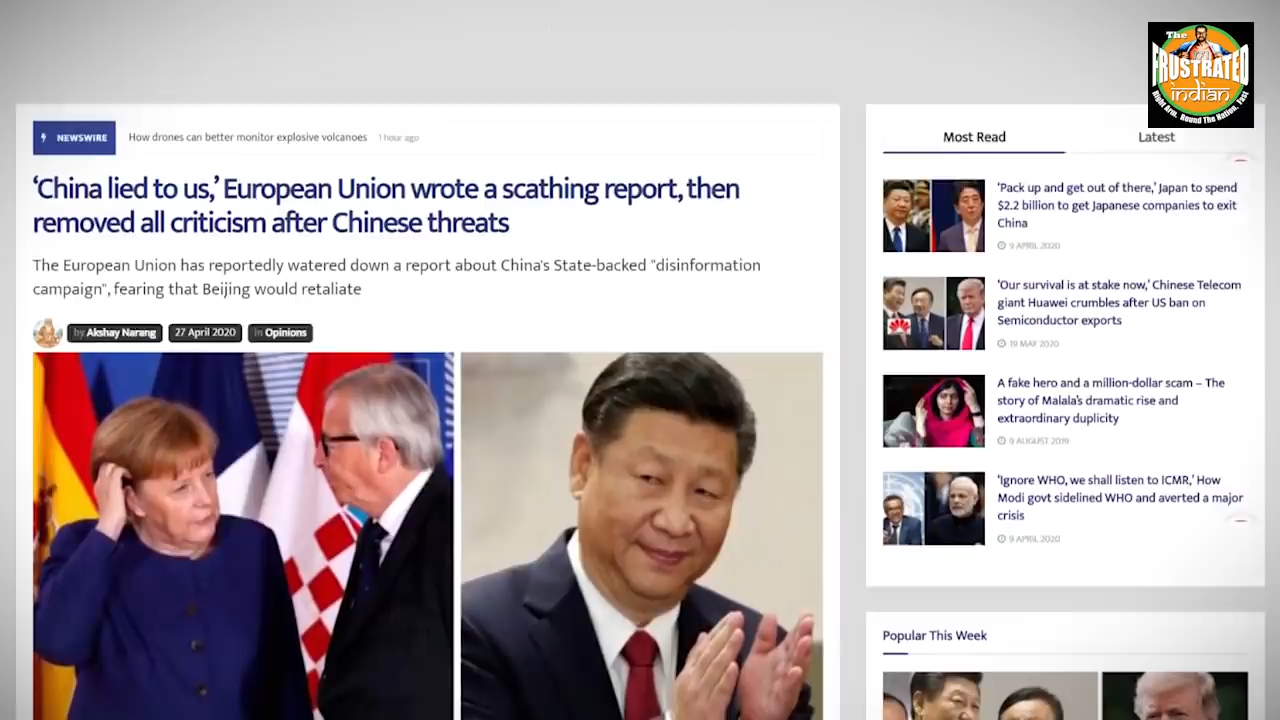 The
FRUSTRATED
indian
Right Arm, Round The Nation, Fast
NEWSWIRE
How drones can better monitor explosive volcanoes 1 hour ago
‘China lied to us,’ European Union wrote a scathing report, then
removed all criticism after Chinese threats
The European Union has reportedly watered down a report about China's State-backed "disinformation
campaign", fearing that Beijing would retaliate
by Akshay Narang 27 April 2020 in Opinions
Most Read Latest
‘Pack up and get out of there,’ Japan to spend
$2.2 billion to get Japanese companies to exit
China
9 APRIL 2020
‘Our survival is at stake now,’ Chinese Telecom
giant Huawei crumbles after US ban on
Semiconductor exports
19 MAY 2020
A fake hero and a million-dollar scam – The
story of Malala’s dramatic rise and
extraordinary duplicity
9 AUGUST 2019
‘Ignore WHO, we shall listen to ICMR,’ How
Modi govt sidelined WHO and averted a major
crisis
9 APRIL 2020
Popular This Week